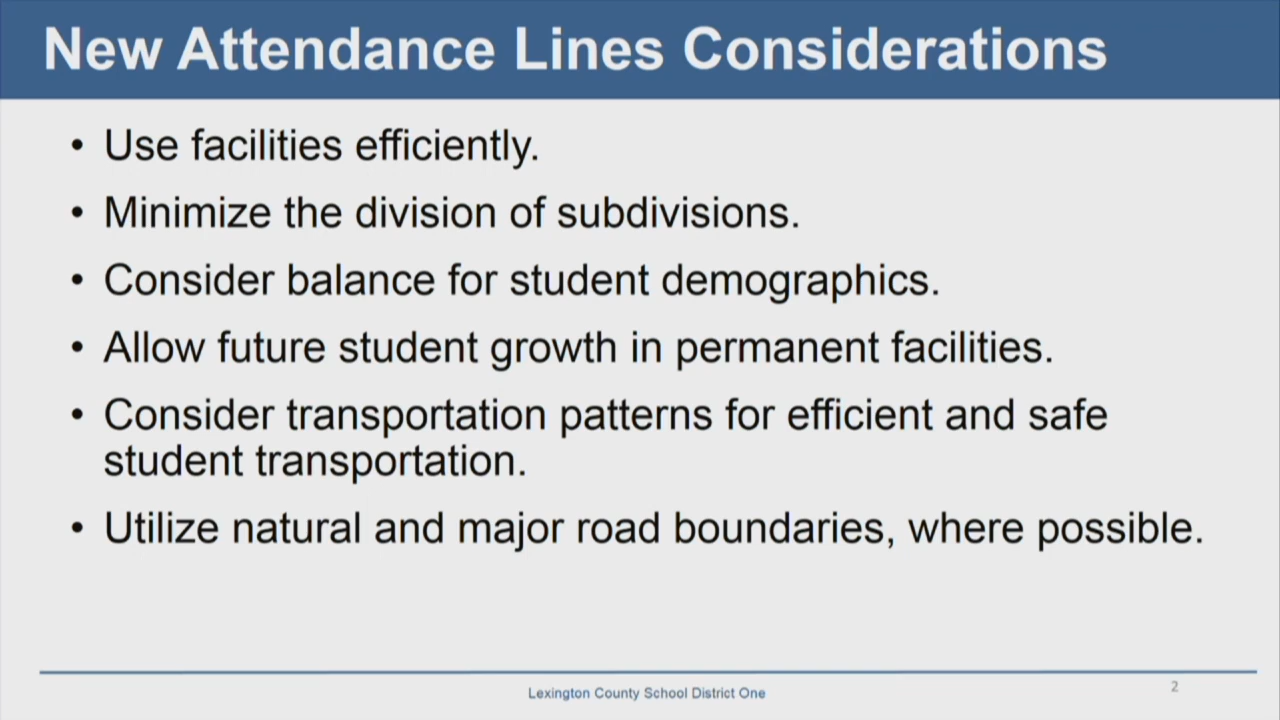 New Attendance Lines Considerations
• Use facilities efficiently.
• Minimize the division of subdivisions.
• Consider balance for student demographics.
• Allow future student growth in permanent facilities.
• Consider transportation patterns for efficient and safe
student transportation.
• Utilize natural and major road boundaries, where possible.
Lexington County School District One
2